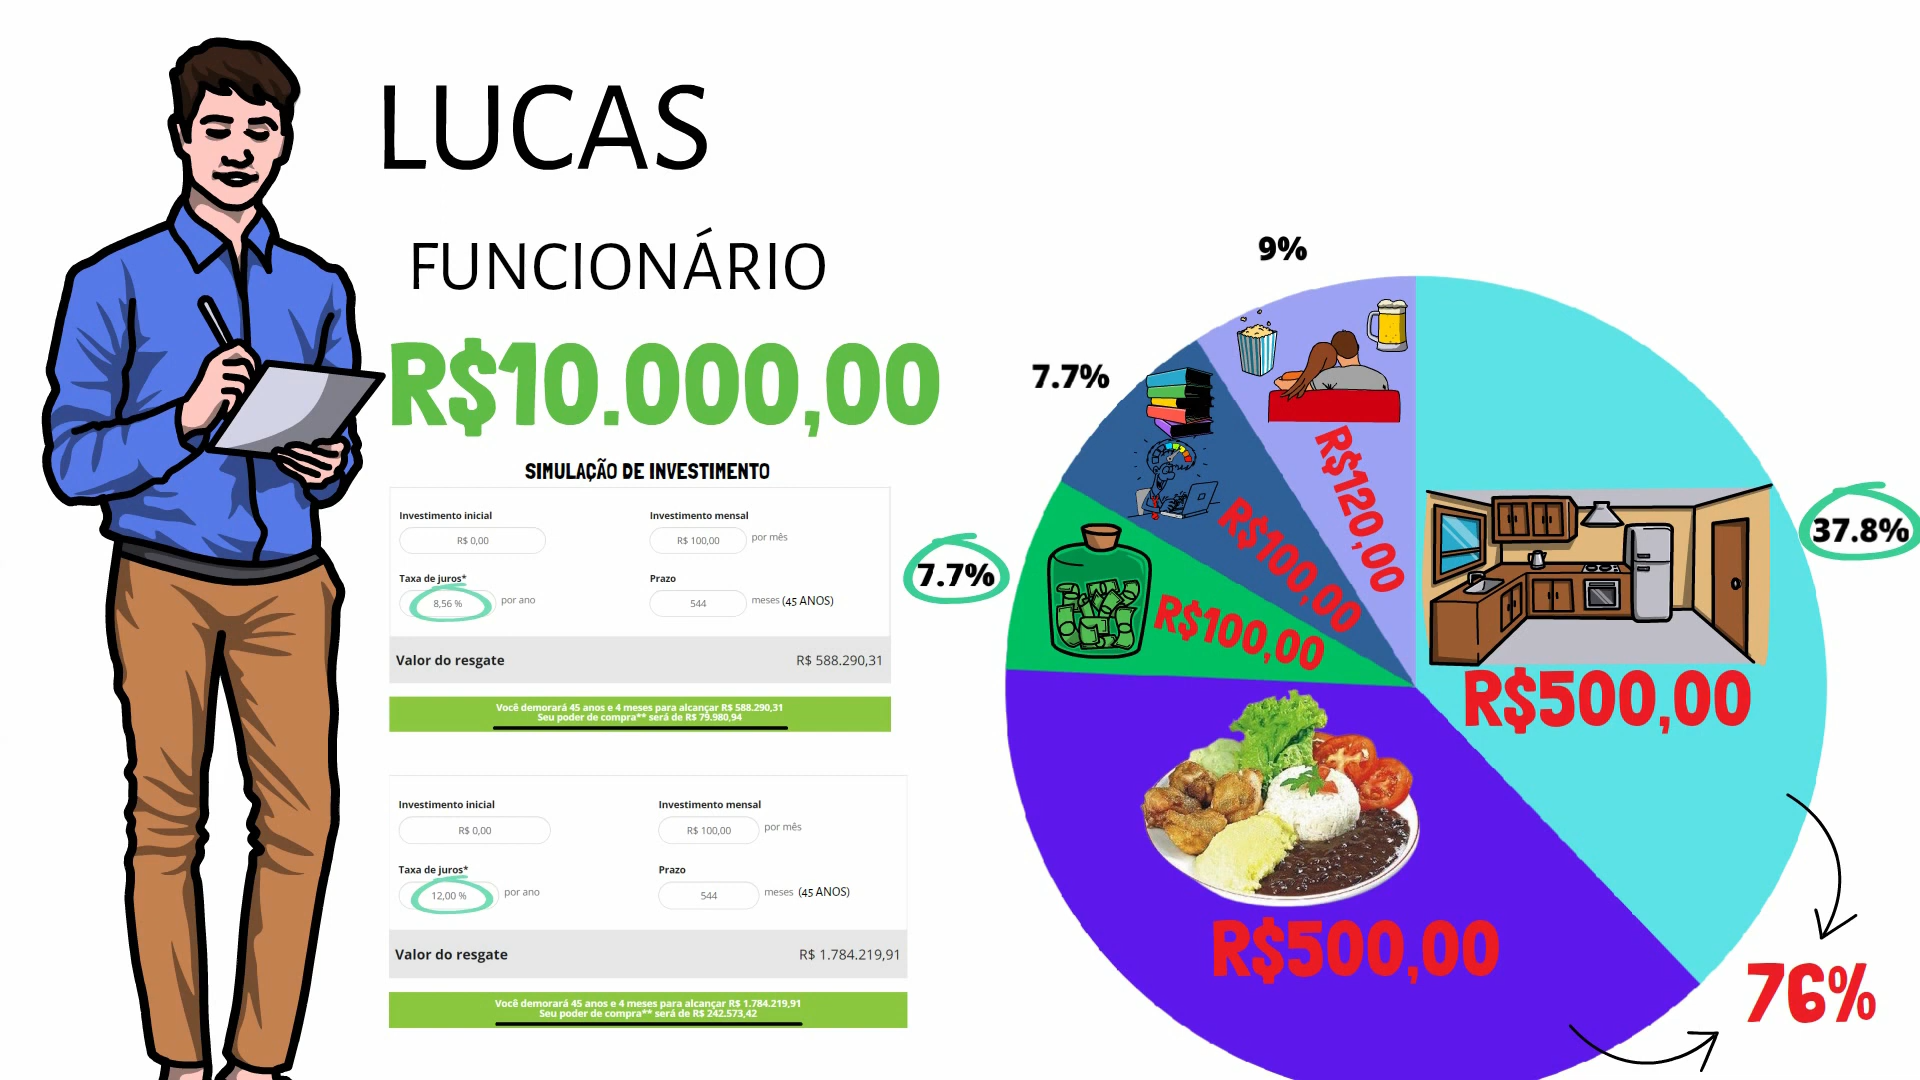 LUCAS
FUNCIONÁRIO
R$10.000,00
SIMULAÇÃO DE INVESTIMENTO
Investimento inicial
R$ 0,00
Investimento mensal
R$ 100,00 por mês
Taxa de juros*
8,56 % por ano
Prazo
544 meses (45 ANOS)
Valor do resgate R$ 588.290,31
Você demorará 45 anos e 4 meses para alcançar R$ 588.290,31
Seu poder de compra** será de R$ 79.980,94
Investimento inicial
R$ 0,00
Investimento mensal
R$ 100,00 por mês
Taxa de juros*
12,00 % por ano
Prazo
544 meses (45 ANOS)
Valor do resgate R$ 1.784.219,91
Você demorará 45 anos e 4 meses para alcançar R$ 1.784.219,91
Seu poder de compra** será de R$ 242.573,42
9%
7.7%
7.7%
37.8%
R$120,00
R$100,00
R$100,00
R$500,00
R$500,00
76%